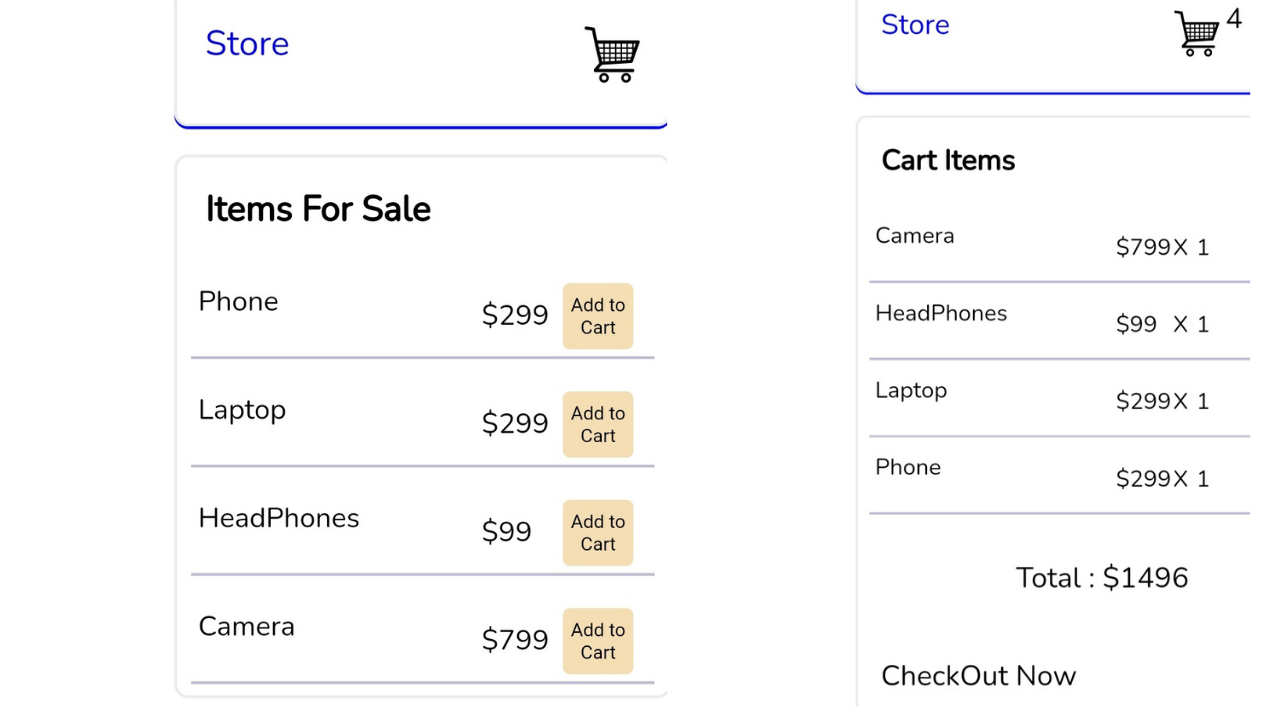 Store
Items For Sale
Phone
$299
Add to
Cart
Laptop
$299
Add to
Cart
HeadPhones
$99
Add to
Cart
Camera
$799
Add to
Cart
Store
4
Cart Items
Camera
$799X 1
HeadPhones
$99 X 1
Laptop
$299X 1
Phone
$299X 1
Total : $1496
CheckOut Now